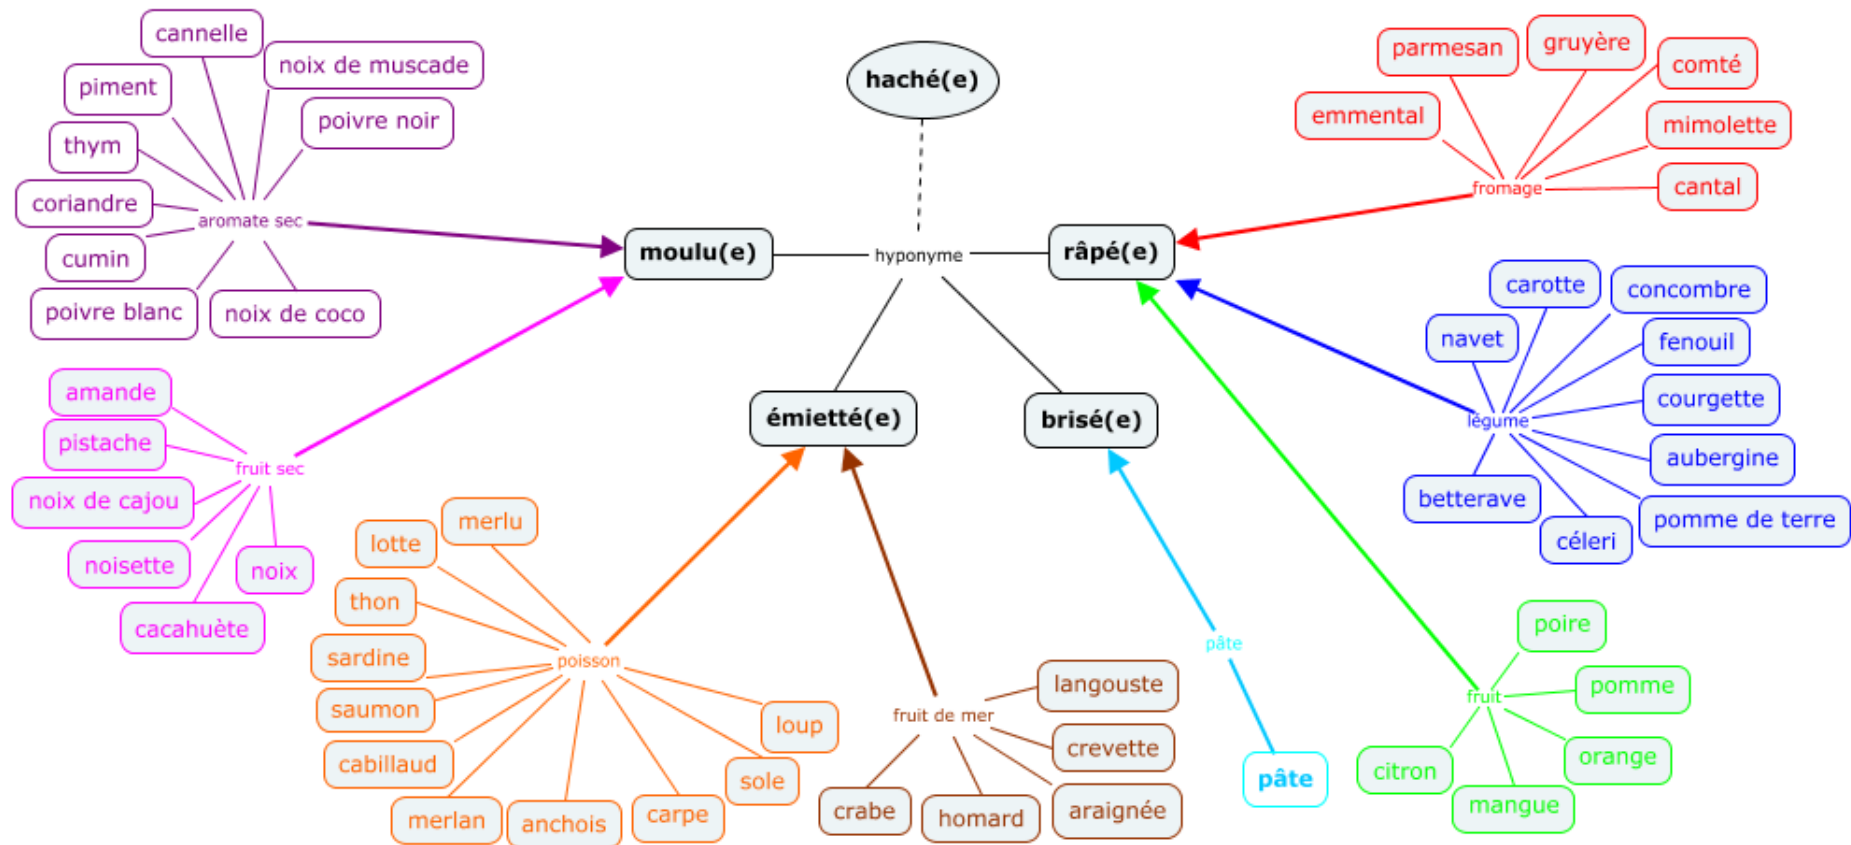 cannelle
noix de muscade
piment
poivre noir
thym
coriandre
aromate sec
cumin
poivre blanc
noix de coco
haché(e)
parmesan
gruyère
comté
emmental
mimolette
fromage
cantal
moulu(e)
hyponyme
râpé(e)
émietté(e)
brisé(e)
carotte
concombre
navet
fenouil
courgette
légume
aubergine
betterave
pomme de terre
céleri
amande
pistache
fruit sec
noix de cajou
noisette
noix
cacahuète
merlu
lotte
thon
sardine
poisson
saumon
loup
cabillaud
sole
merlan
anchois
carpe
langouste
fruit de mer
crevette
crabe
homard
araignée
pâte
pâte
poire
fruit
pomme
orange
citron
mangue